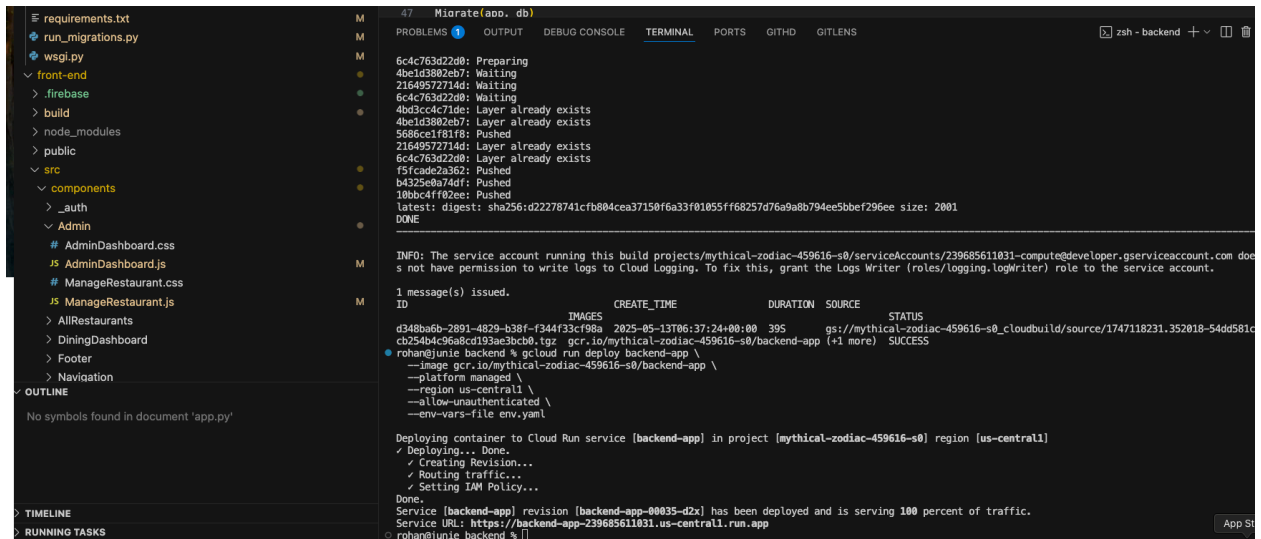 requirements.txt M
run_migrations.py M
wsgi.py M
front-end
.firebase
build
node_modules
public
src
components
_auth
Admin
AdminDashboard.css
JS AdminDashboard.js M
ManageRestaurant.css
JS ManageRestaurant.js M
AllRestaurants
DiningDashboard
Footer
Navigation
OUTLINE
No symbols found in document 'app.py'
TIMELINE
RUNNING TASKS
47 Migrate(app, db)
PROBLEMS 1 OUTPUT DEBUG CONSOLE TERMINAL PORTS GITHD GITLENS zsh - backend
6c4c763d22d0: Preparing
4be1d3802eb7: Waiting
21649572714d: Waiting
6c4c763d22d0: Waiting
4bd3cc4c71de: Layer already exists
4be1d3802eb7: Layer already exists
5686ce1f81f8: Pushed
21649572714d: Layer already exists
6c4c763d22d0: Layer already exists
f5fcade2a362: Pushed
b4325e0a74df: Pushed
10bbc4ff02ee: Pushed
latest: digest: sha256:d22278741cfb804cea37150f6a33f01055ff68257d76a9a8b794ee5bbef296ee size: 2001
DONE
INFO: The service account running this build projects/mythical-zodiac-459616-s0/serviceAccounts/239685611031-compute@developer.gserviceaccount.com doe
s not have permission to write logs to Cloud Logging. To fix this, grant the Logs Writer (roles/logging.logWriter) role to the service account.
1 message(s) issued.
ID CREATE_TIME DURATION SOURCE
IMAGES STATUS
d348ba6b-2891-4829-b38f-f344f33cf98a 2025-05-13T06:37:24+00:00 39S gs://mythical-zodiac-459616-s0_cloudbuild/source/1747118231.352018-54dd581c
cb254b4c96a8cd193ae3bcb0.tgz gcr.io/mythical-zodiac-459616-s0/backend-app (+1 more) SUCCESS
rohan@junie backend % gcloud run deploy backend-app \
--image gcr.io/mythical-zodiac-459616-s0/backend-app \
--platform managed \
--region us-central1 \
--allow-unauthenticated \
--env-vars-file env.yaml
Deploying container to Cloud Run service [backend-app] in project [mythical-zodiac-459616-s0] region [us-central1]
✓ Deploying... Done.
✓ Creating Revision...
✓ Routing traffic...
✓ Setting IAM Policy...
Done.
Service [backend-app] revision [backend-app-00035-d2x] has been deployed and is serving 100 percent of traffic.
Service URL: https://backend-app-239685611031.us-central1.run.app
rohan@junie backend %
App St